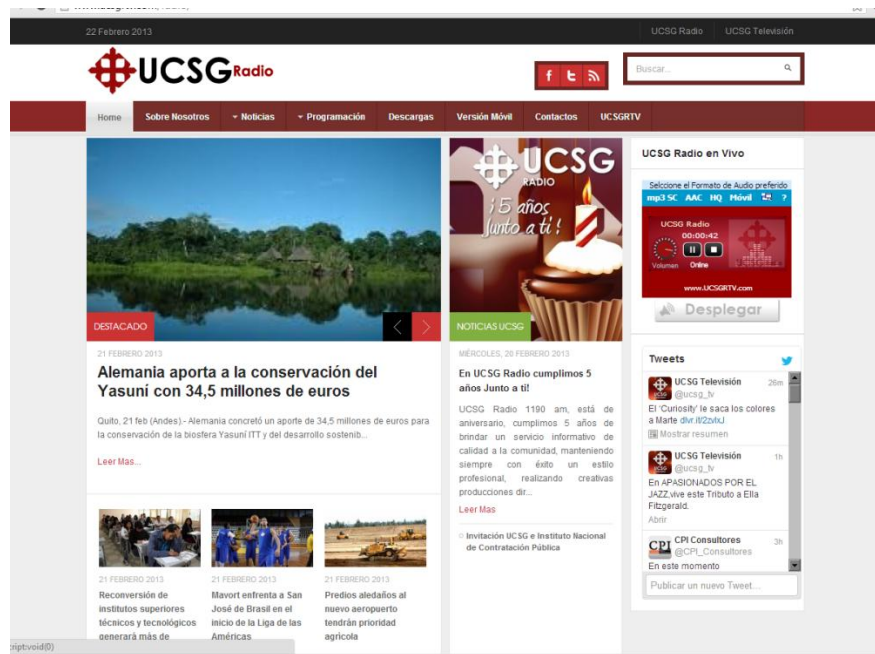 22 Febrero 2013
UCSG Radio UCSG Televisión
UCSG Radio
f t
Buscar...
Home Sobre Nosotros Noticias Programación Descargas Versión Móvil Contactos UCSGRTV
DESTACADO
21 FEBRERO 2013
Alemania aporta a la conservación del
Yasuní con 34,5 millones de euros
Quito, 21 feb (Andes).- Alemania concretó un aporte de 34,5 millones de euros para
la conservación de la biosfera Yasuní ITT y del desarrollo sostenib...
Leer Mas...
21 FEBRERO 2013
Reconversión de
institutos superiores
técnicos y tecnológicos
generará más de
21 FEBRERO 2013
Mavort enfrenta a San
José de Brasil en el
inicio de la Liga de las
Américas
21 FEBRERO 2013
Predios aledaños al
nuevo aeropuerto
tendrán prioridad
agrícola
UCSG
RADIO
¡5 años
Junto a ti!
NOTICIAS UCSG
MIÉRCOLES, 20 FEBRERO 2013
En UCSG Radio cumplimos 5
años Junto a ti!
UCSG Radio 1190 am, está de
aniversario, cumplimos 5 años de
brindar un servicio informativo de
calidad a la comunidad, manteniendo
siempre con éxito un estilo
profesional, realizando creativas
producciones dir...
Leer Mas
Invitación UCSG e Instituto Nacional
de Contratación Pública
UCSG Radio en Vivo
Selccione el Formato de Audio preferido
mp3 SC AAC HQ Móvil ?
UCSG Radio
00:00:42
Volumen Online
www.UCSGRTV.com
Desplegar
Tweets
UCSG Televisión 26m
@ucsg_tv
El 'Curiosity' le saca los colores
a Marte dlvr.it/2zvlxJ
Mostrar resumen
UCSG Televisión 1h
@ucsg_tv
En APASIONADOS POR EL
JAZZ,vive este Tributo a Ella
Fitzgerald.
Abrir
CPI
CPI Consultores 3h
@CPI_Consultores
En este momento
Publicar un nuevo Tweet...
cript:void(0)